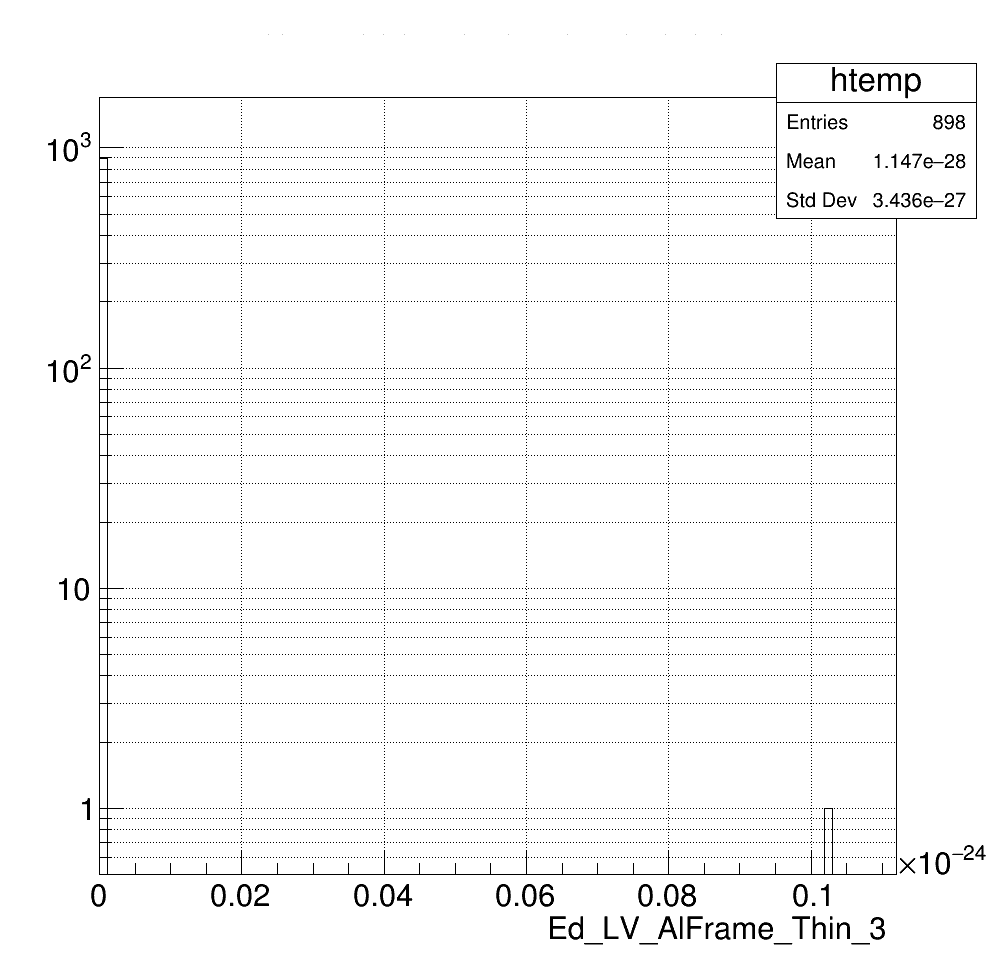 htemp
Entries 898
Mean 1.147e−28
Std Dev 3.436e−27
10³
10²
10
1
0 0.02 0.04 0.06 0.08 0.1
×10⁻²⁴
Ed_LV_AlFrame_Thin_3